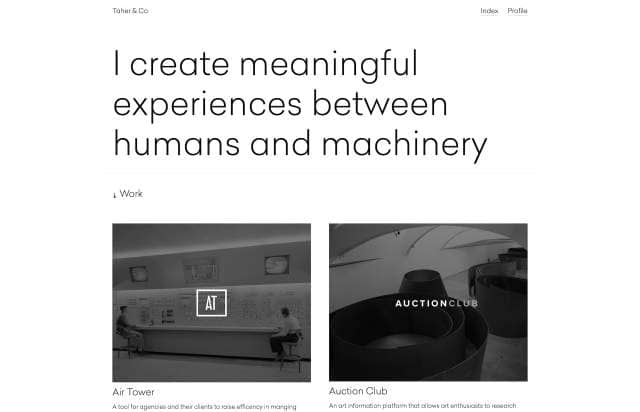 Taher & Co
Index Profile
I create meaningful
experiences between
humans and machinery
↓ Work
AT
AUCTIONCLUB
Air Tower
Auction Club
A tool for agencies and their clients to raise efficency in manging
An art information platform that allows art enthusiasts to research